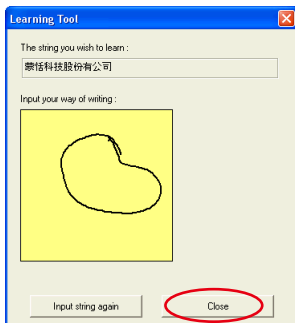 Learning Tool
The string you wish to learn :
蒙恬科技股份有公司
Input your way of writing :
Input string again
Close